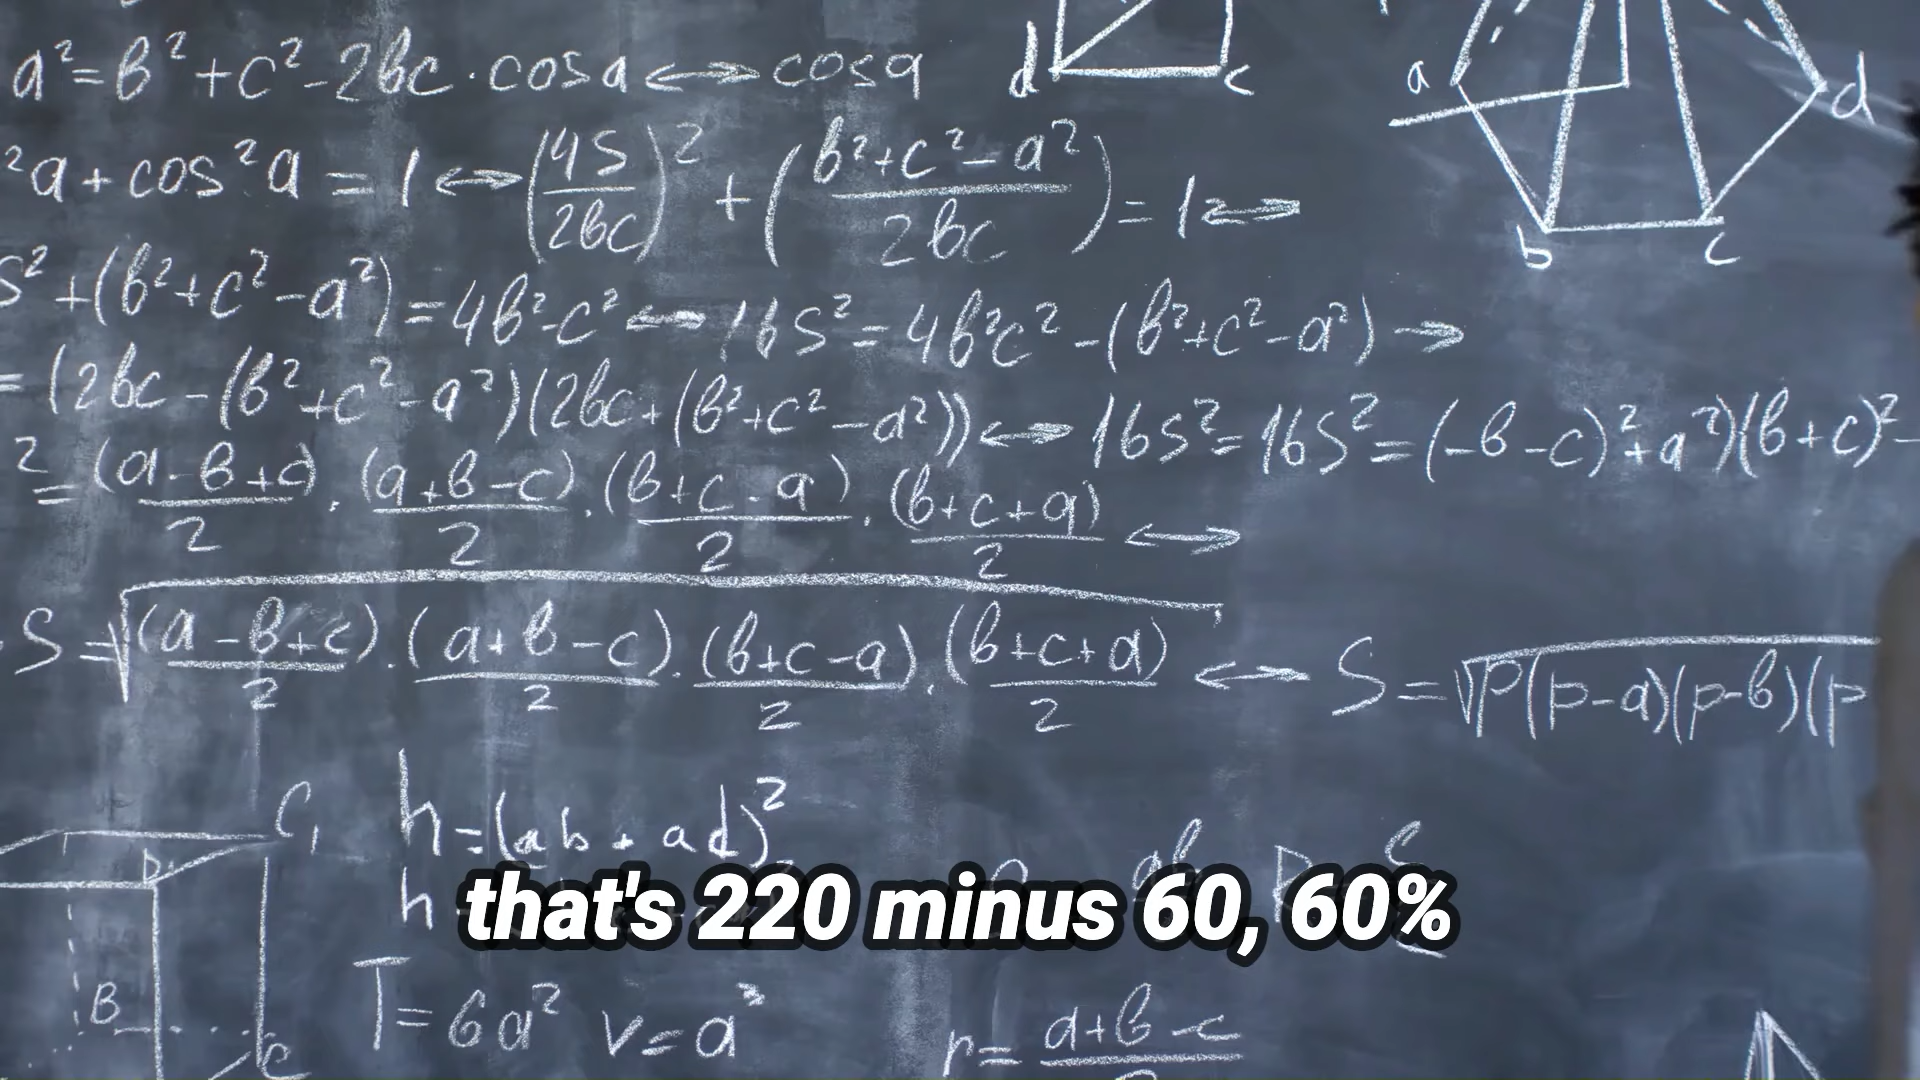 a²=b²+c²-2bc·cosa↔cosa
d c
a d
b c
²a+cos²a=1↔(4S/2bc)²+(b²+c²-a²/2bc)=1↔
S²+(b²+c²-a²)=4b²-c²↔16S²=4b²c²-(b²+c²-a²)→
=(2bc-(b²+c²-a²)(2bc+(b²+c²-a²))↔16S²=16S²=(-b-c)²+a²)(b+c)²-
²=(a-b+c)/2·(a+b-c)/2·(b+c-a)/2·(b+c+a)/2↔
S=√(a-b+c)/2·(a+b-c)/2·(b+c-a)/2·(b+c+a)/2↔S=√P(p-a)(p-b)(p
C₁
h=(ab+ad)²
D
h
that's 220 minus 60, 60%
B
T=6a² v=a³
r=a+b-c
C